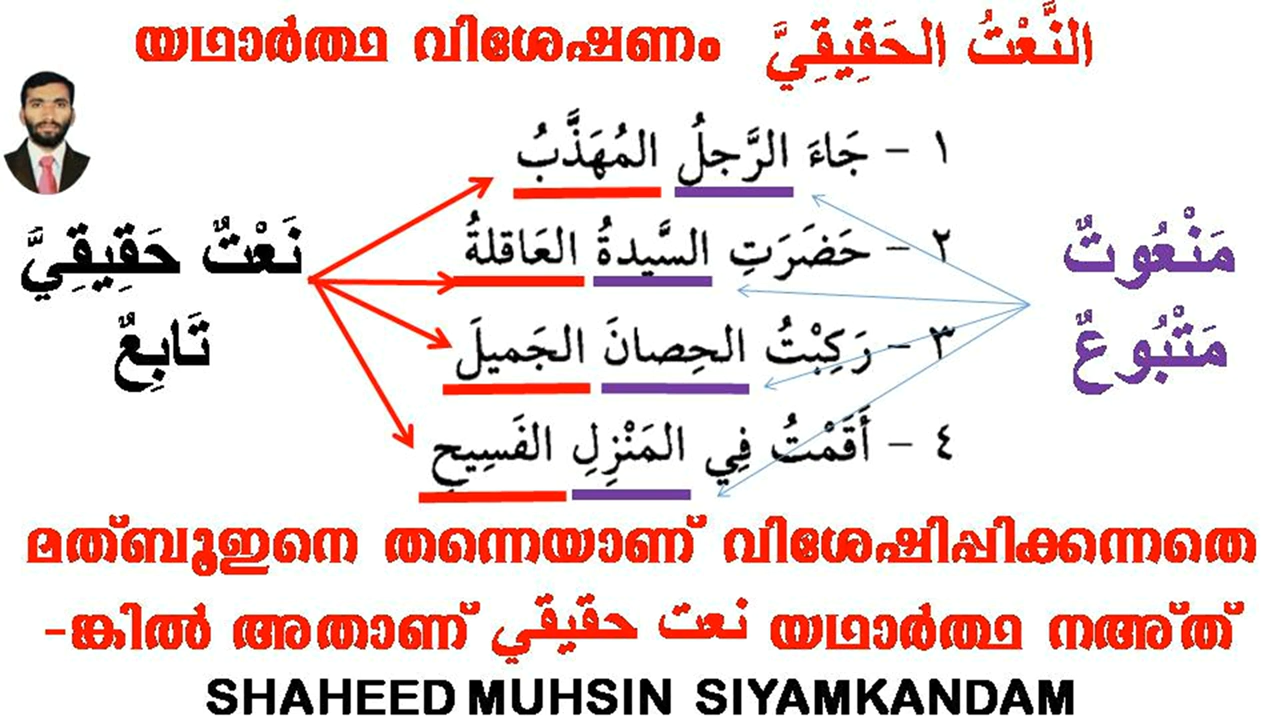 യഥാർത്ഥ വിശേഷണം النَّعْتُ الحَقِيقِيَّ
١ - جَاءَ الرَّجلُ المُهَذَّبُ
٢ - حَضَرَتِ السَّيدةُ العَاقلةُ
٣ - رَكِبْتُ الحِصانَ الجَميلَ
٤ - أَقَمْتُ فِي المَنْزِلِ الفَسِيحِ
نَعْتٌ حَقِيقِيَّ
تَابِعٌ
مَنْعُوتٌ
مَتْبُوعٌ
മത്ബൂഇനെ തന്നെയാണ് വിശേഷിപ്പിക്കന്നതെ
-ങ്കിൽ അതാണ് نعت حقيقي യഥാർത്ഥ നഅ്ത്
SHAHEED MUHSIN SIYAMKANDAM